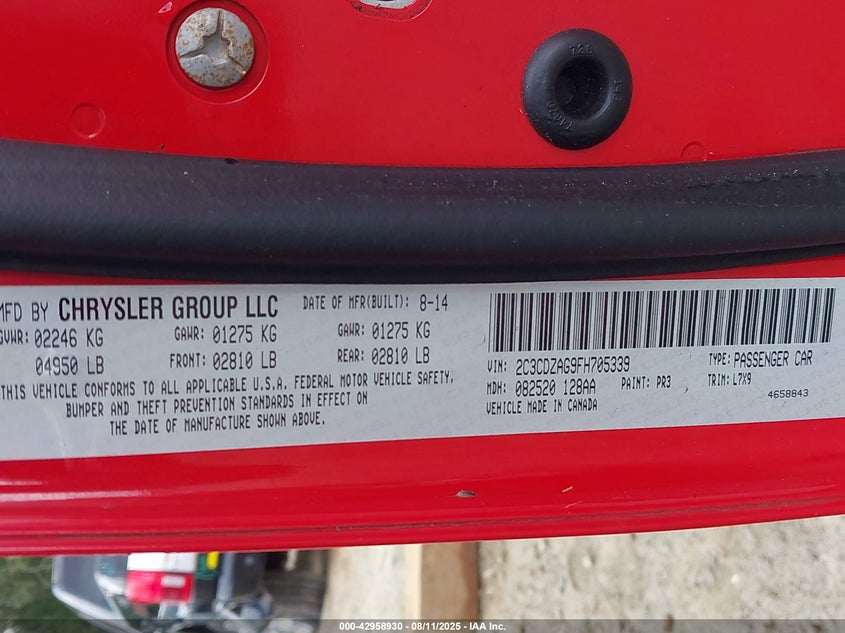 MFD BY CHRYSLER GROUP LLC DATE OF MFR(BUILT): 8-14
GVWR: 02246 KG GAWR: 01275 KG GAWR: 01275 KG
04950 LB FRONT: 02810 LB REAR: 02810 LB
THIS VEHICLE CONFORMS TO ALL APPLICABLE U.S.A. FEDERAL MOTOR VEHICLE SAFETY,
BUMPER AND THEFT PREVENTION STANDARDS IN EFFECT ON
THE DATE OF MANUFACTURE SHOWN ABOVE.
VIN: 2C3CDZAG9FH705339 TYPE: PASSENGER CAR
MDH: 082520 128AA PAINT: PR3 TRIM: L7X9
VEHICLE MADE IN CANADA 4658843
000-42958930 - 08/11/2025 - IAA Inc.